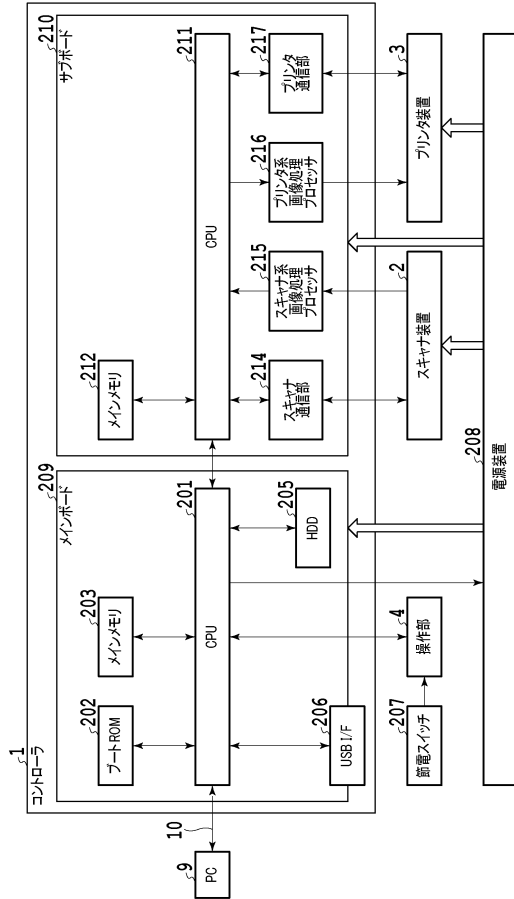 1
コントローラ
209
メインボード
202
ブートROM
203
メインメモリ
201
CPU
206
USB I/F
205
HDD
10
9
PC
207
節電スイッチ
4
操作部
210
サブボード
212
メインメモリ
211
CPU
214
スキャナ
通信部
215
スキャナ系
画像処理
プロセッサ
216
プリンタ系
画像処理
プロセッサ
217
プリンタ
通信部
2
スキャナ装置
3
プリンタ装置
208
電源装置